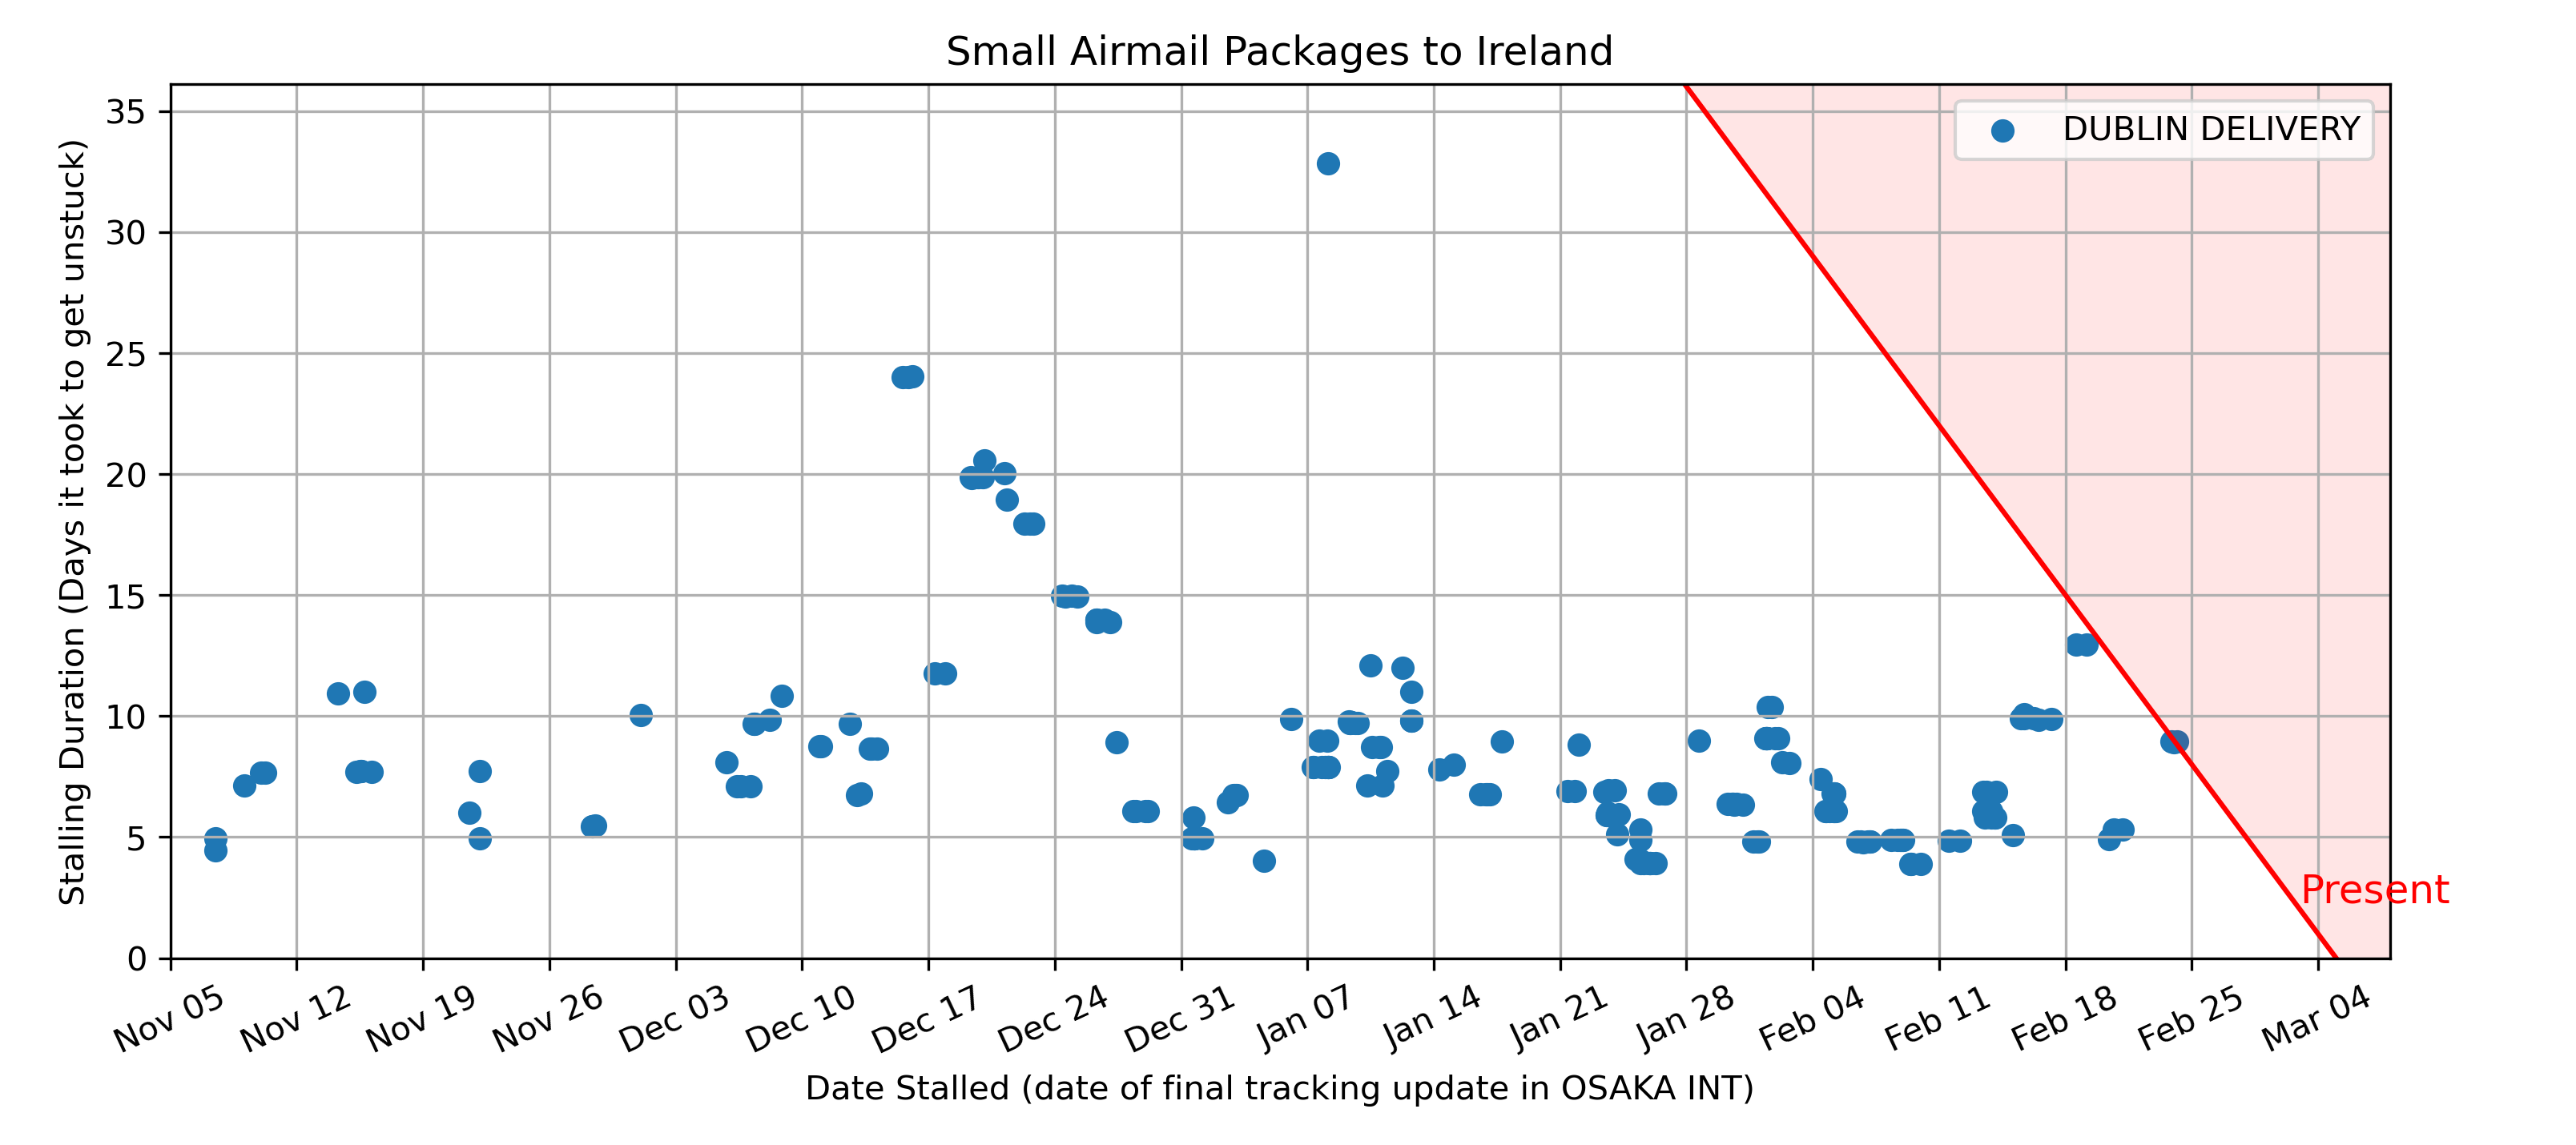 Small Airmail Packages to Ireland
DUBLIN DELIVERY
35
30
25
20
15
10
5
0
Stalling Duration (Days it took to get unstuck)
Present
Nov 05
Nov 12
Nov 19
Nov 26
Dec 03
Dec 10
Dec 17
Dec 24
Dec 31
Jan 07
Jan 14
Jan 21
Jan 28
Feb 04
Feb 11
Feb 18
Feb 25
Mar 04
Date Stalled (date of final tracking update in OSAKA INT)